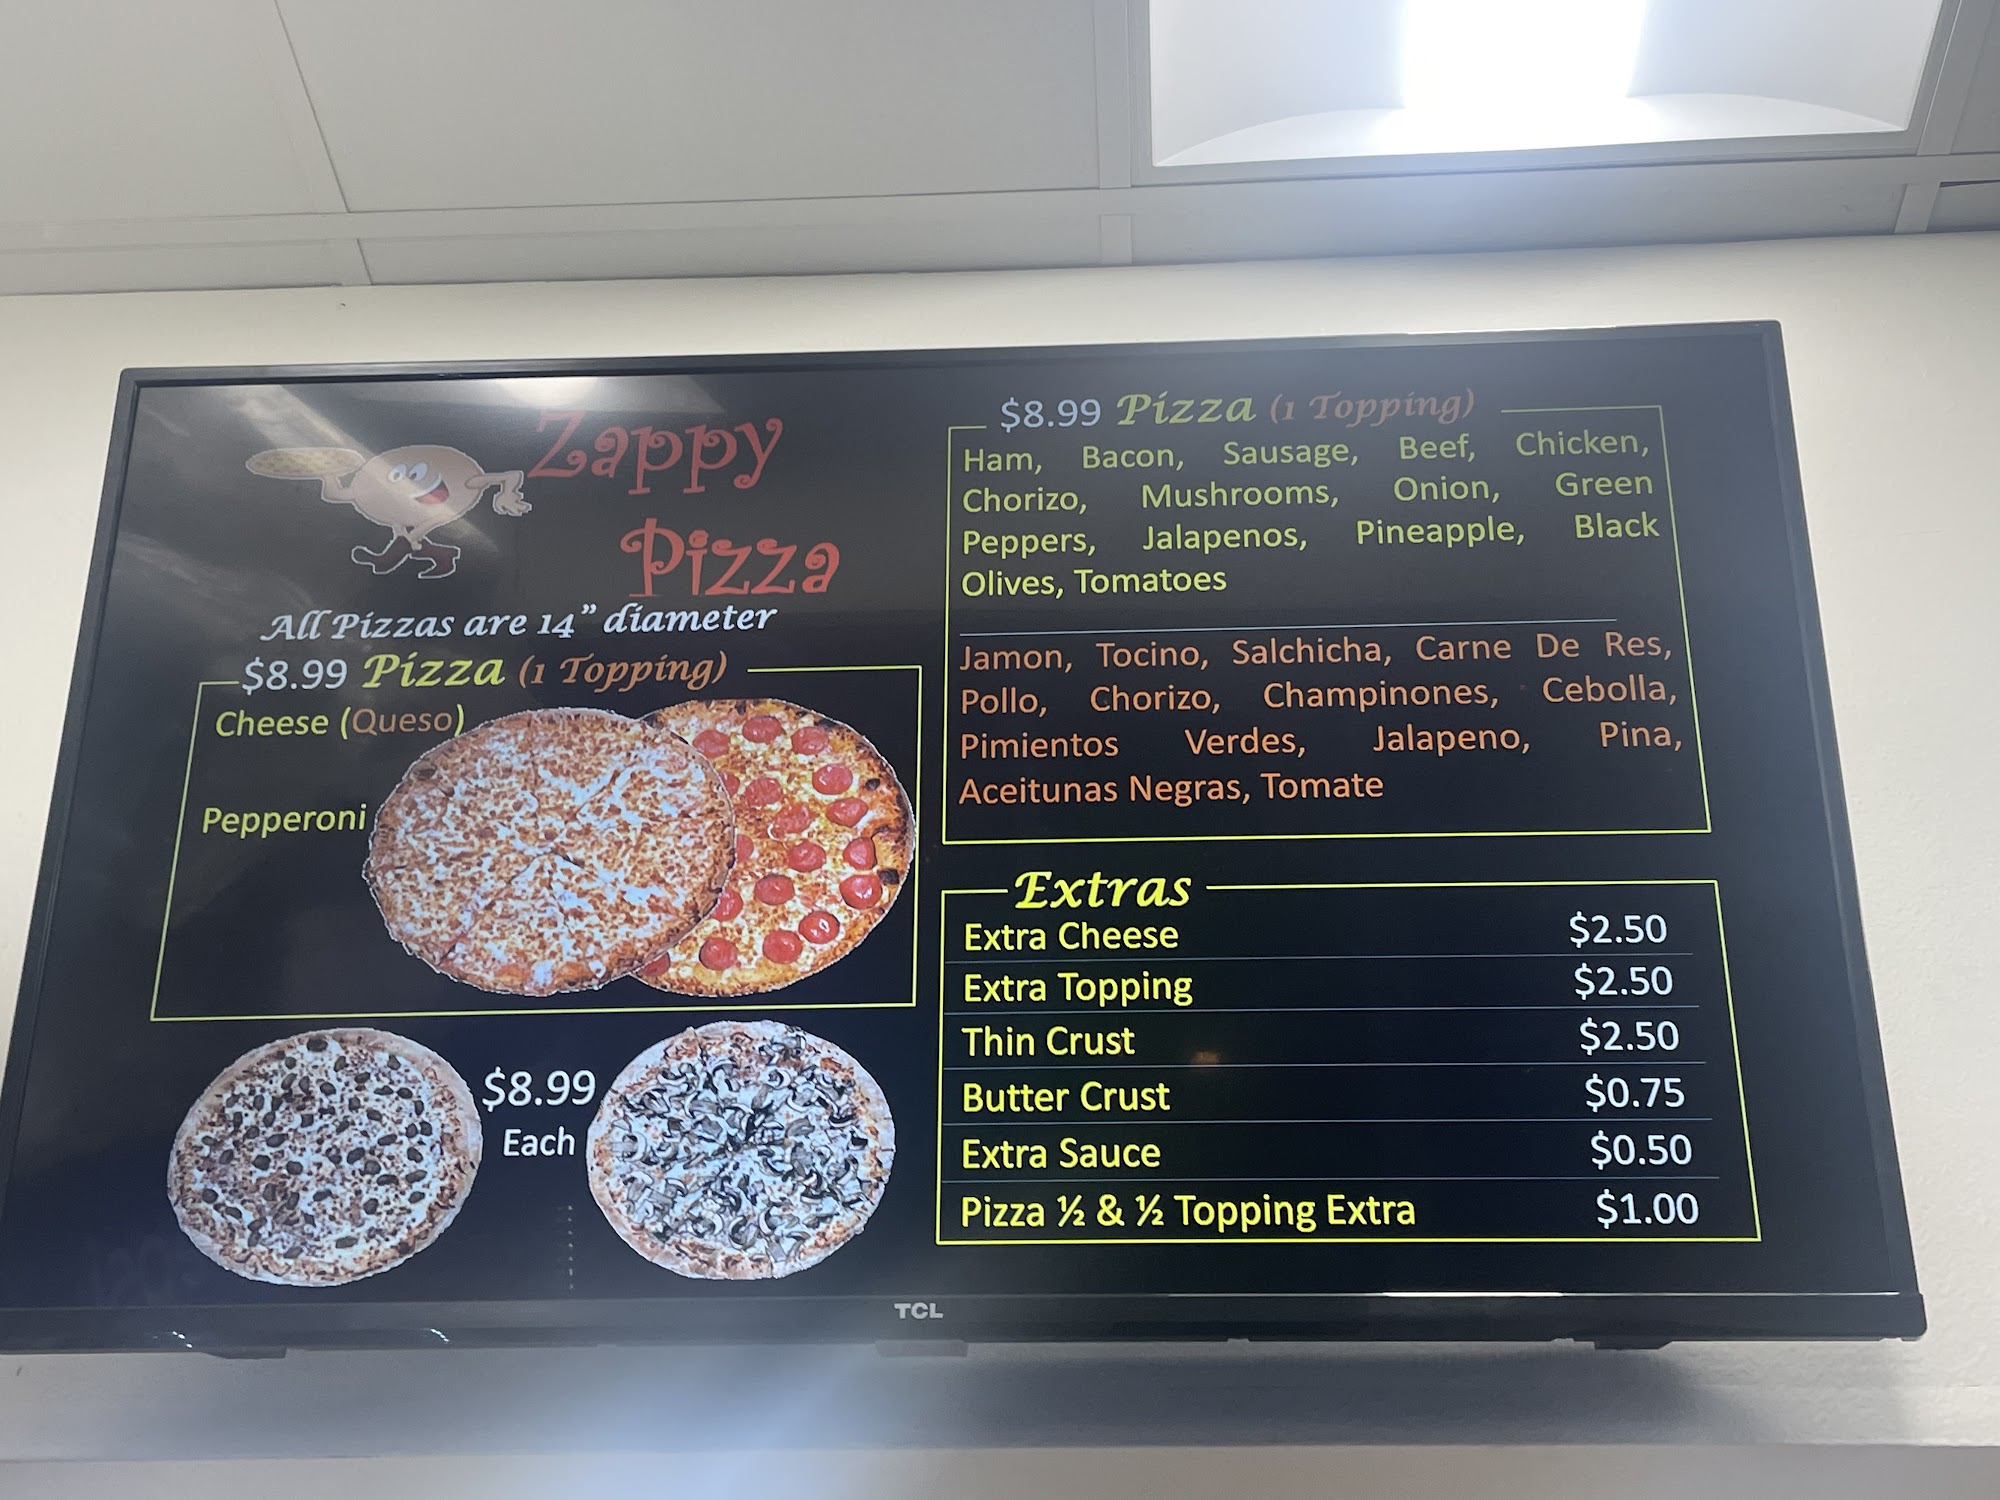 Zappy
Pizza
All Pizzas are 14” diameter
$8.99 Pizza (1 Topping)
Cheese (Queso)
Pepperoni
$8.99
Each
$8.99 Pizza (1 Topping)
Ham, Bacon, Sausage, Beef, Chicken,
Chorizo, Mushrooms, Onion, Green
Peppers, Jalapenos, Pineapple, Black
Olives, Tomatoes
Jamon, Tocino, Salchicha, Carne De Res,
Pollo, Chorizo, Champinones, Cebolla,
Pimientos Verdes, Jalapeno, Pina,
Aceitunas Negras, Tomate
Extras
Extra Cheese $2.50
Extra Topping $2.50
Thin Crust $2.50
Butter Crust $0.75
Extra Sauce $0.50
Pizza ½ & ½ Topping Extra $1.00
TCL